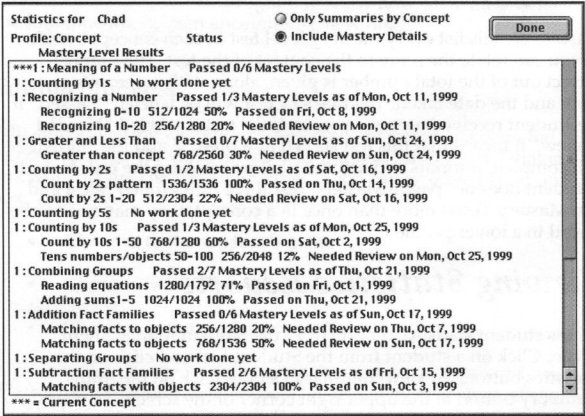 Statistics for Chad
Only Summaries by Concept
Done
Profile: Concept Status
Include Mastery Details
Mastery Level Results
***1 : Meaning of a Number Passed 0/6 Mastery Levels
1 : Counting by 1s No work done yet
1 : Recognizing a Number Passed 1/3 Mastery Levels as of Mon, Oct 11, 1999
Recognizing 0-10 512/1024 50% Passed on Fri, Oct 8, 1999
Recognizing 10-20 256/1280 20% Needed Review on Mon, Oct 11, 1999
1 : Greater and Less Than Passed 0/7 Mastery Levels as of Sun, Oct 24, 1999
Greater than concept 768/2560 30% Needed Review on Sun, Oct 24, 1999
1 : Counting by 2s Passed 1/2 Mastery Levels as of Sat, Oct 16, 1999
Count by 2s pattern 1536/1536 100% Passed on Thu, Oct 14, 1999
Count by 2s 1-20 512/2304 22% Needed Review on Sat, Oct 16, 1999
1 : Counting by 5s No work done yet
1 : Counting by 10s Passed 1/3 Mastery Levels as of Mon, Oct 25, 1999
Count by 10s 1-50 768/1280 60% Passed on Sat, Oct 2, 1999
Tens numbers/objects 50-100 256/2048 12% Needed Review on Mon, Oct 25, 1999
1 : Combining Groups Passed 2/7 Mastery Levels as of Thu, Oct 21, 1999
Reading equations 1280/1792 71% Passed on Fri, Oct 1, 1999
Adding sums1-5 1024/1024 100% Passed on Thu, Oct 21, 1999
1 : Addition Fact Families Passed 0/6 Mastery Levels as of Sun, Oct 17, 1999
Matching facts to objects 256/1280 20% Needed Review on Thu, Oct 7, 1999
Matching facts to objects 768/1536 50% Needed Review on Sun, Oct 17, 1999
1 : Separating Groups No work done yet
1 : Subtraction Fact Families Passed 2/6 Mastery Levels as of Fri, Oct 15, 1999
Matching facts with objects 2304/2304 100% Passed on Sun, Oct 3, 1999
*** = Current Concept